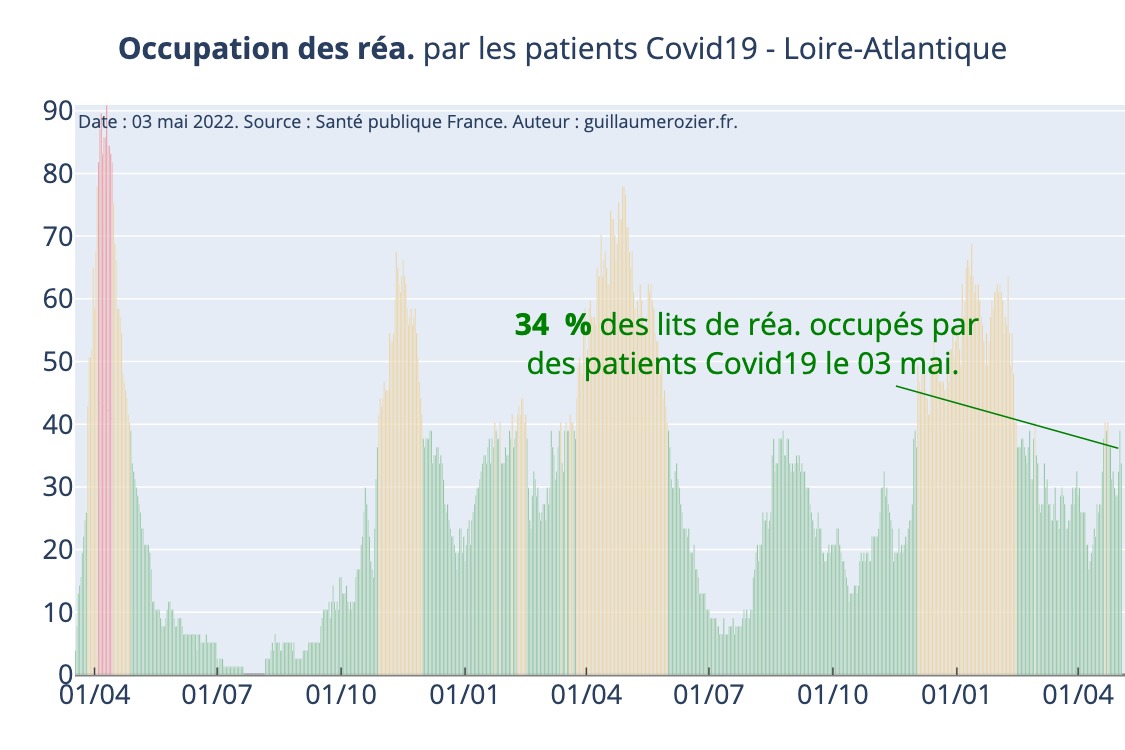 Occupation des réa. par les patients Covid19 - Loire-Atlantique
90
Date : 03 mai 2022. Source : Santé publique France. Auteur : guillaumerozier.fr.
80
70
60
34 % des lits de réa. occupés par
des patients Covid19 le 03 mai.
50
40
30
20
10
0
01/04 01/07 01/10 01/01 01/04 01/07 01/10 01/01 01/04